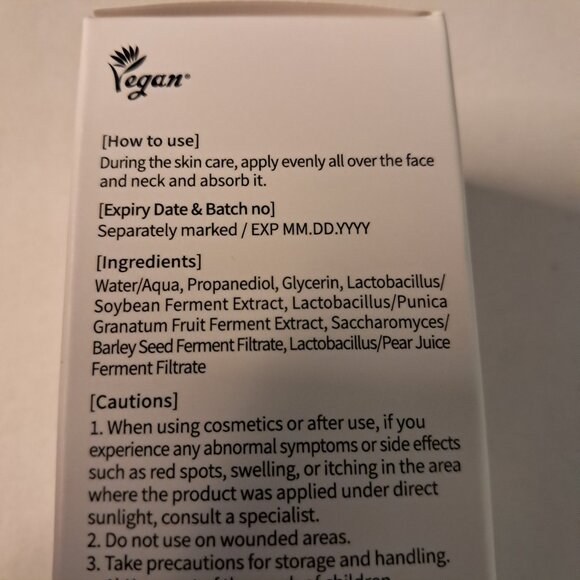 Vegan®
[How to use]
During the skin care, apply evenly all over the face
and neck and absorb it.
[Expiry Date & Batch no]
Separately marked / EXP MM.DD.YYYY
[Ingredients]
Water/Aqua, Propanediol, Glycerin, Lactobacillus/
Soybean Ferment Extract, Lactobacillus/Punica
Granatum Fruit Ferment Extract, Saccharomyces/
Barley Seed Ferment Filtrate, Lactobacillus/Pear Juice
Ferment Filtrate
[Cautions]
1. When using cosmetics or after use, if you
experience any abnormal symptoms or side effects
such as red spots, swelling, or itching in the area
where the product was applied under direct
sunlight, consult a specialist.
2. Do not use on wounded areas.
3. Take precautions for storage and handling.
of children